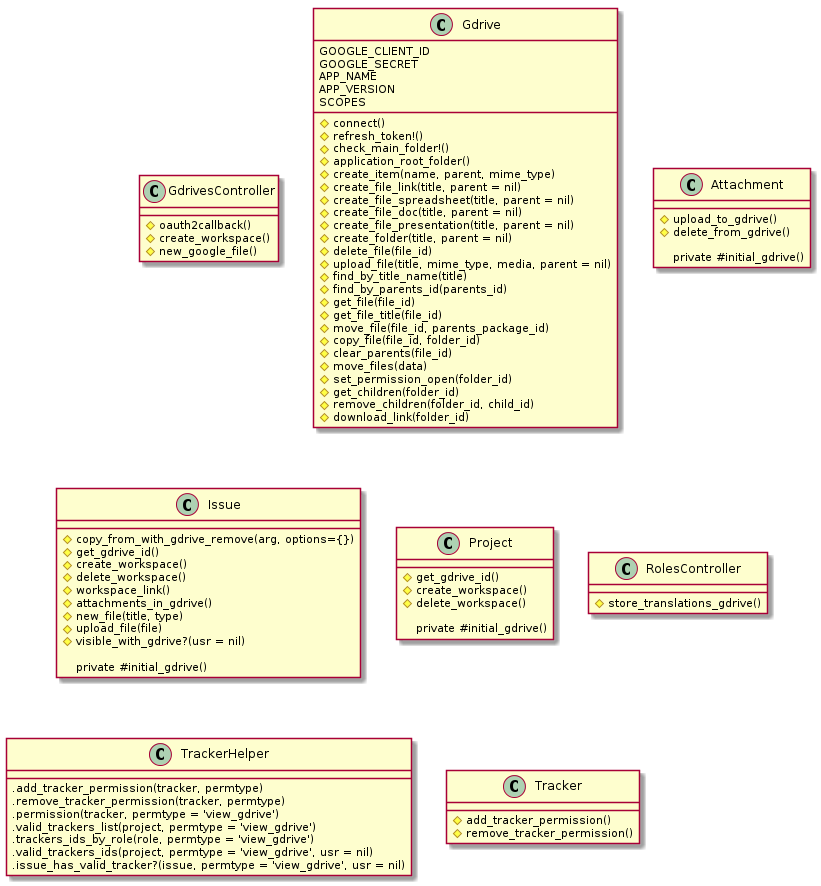 C Gdrive
GOOGLE_CLIENT_ID
GOOGLE_SECRET
APP_NAME
APP_VERSION
SCOPES
connect()
refresh_token!()
check_main_folder!()
application_root_folder()
create_item(name, parent, mime_type)
create_file_link(title, parent = nil)
create_file_spreadsheet(title, parent = nil)
create_file_doc(title, parent = nil)
create_file_presentation(title, parent = nil)
create_folder(title, parent = nil)
delete_file(file_id)
upload_file(title, mime_type, media, parent = nil)
find_by_title_name(title)
find_by_parents_id(parents_id)
get_file(file_id)
get_file_title(file_id)
move_file(file_id, parents_package_id)
copy_file(file_id, folder_id)
clear_parents(file_id)
move_files(data)
set_permission_open(folder_id)
get_children(folder_id)
remove_children(folder_id, child_id)
download_link(folder_id)
C GdrivesController
oauth2callback()
create_workspace()
new_google_file()
C Attachment
upload_to_gdrive()
delete_from_gdrive()
private #initial_gdrive()
C Issue
copy_from_with_gdrive_remove(arg, options={})
get_gdrive_id()
create_workspace()
delete_workspace()
workspace_link()
attachments_in_gdrive()
new_file(title, type)
upload_file(file)
visible_with_gdrive?(usr = nil)
private #initial_gdrive()
C Project
get_gdrive_id()
create_workspace()
delete_workspace()
private #initial_gdrive()
C RolesController
store_translations_gdrive()
C TrackerHelper
.add_tracker_permission(tracker, permtype)
.remove_tracker_permission(tracker, permtype)
.permission(tracker, permtype = 'view_gdrive')
.valid_trackers_list(project, permtype = 'view_gdrive')
.trackers_ids_by_role(role, permtype = 'view_gdrive')
.valid_trackers_ids(project, permtype = 'view_gdrive', usr = nil)
.issue_has_valid_tracker?(issue, permtype = 'view_gdrive', usr = nil)
C Tracker
add_tracker_permission()
remove_tracker_permission()